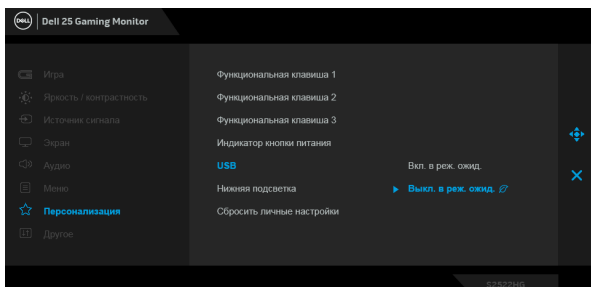 DELL
Dell 25 Gaming Monitor
Игра
Яркость / контрастность
Источник сигнала
Экран
Аудио
Меню
Персонализация
Другое
Функциональная клавиша 1
Функциональная клавиша 2
Функциональная клавиша 3
Индикатор кнопки питания
USB
Нижняя подсветка
Сбросить личные настройки
Вкл. в реж. ожид.
Выкл. в реж. ожид.
S2522HG